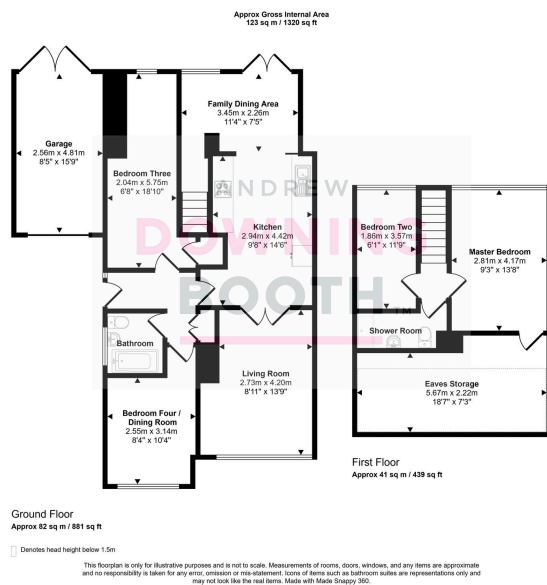 Approx Gross Internal Area
123 sq m / 1320 sq ft
Garage
2.56m x 4.81m
8'5" x 15'9"
Bedroom Three
2.04m x 5.75m
6'8" x 18'10"
Family Dining Area
3.45m x 2.26m
11'4" x 7'5"
Kitchen
2.94m x 4.42m
9'8" x 14'6"
Bathroom
Bedroom Four /
Dining Room
2.55m x 3.14m
8'4" x 10'4"
Living Room
2.73m x 4.20m
8'11" x 13'9"
Bedroom Two
1.86m x 3.57m
6'1" x 11'9"
Master Bedroom
2.81m x 4.17m
9'3" x 13'8"
Shower Room
Eaves Storage
5.67m x 2.22m
18'7" x 7'3"
ANDREW
DOWNING
BOOTH™
First Floor
Approx 41 sq m / 439 sq ft
Ground Floor
Approx 82 sq m / 881 sq ft
Denotes head height below 1.5m
This floorplan is only for illustrative purposes and is not to scale. Measurements of rooms, doors, windows, and any items are approximate
and no responsibility is taken for any error, omission or mis-statement. Icons of items such as bathroom suites are representations only and
may not look like the real items. Made with Made Snappy 360.